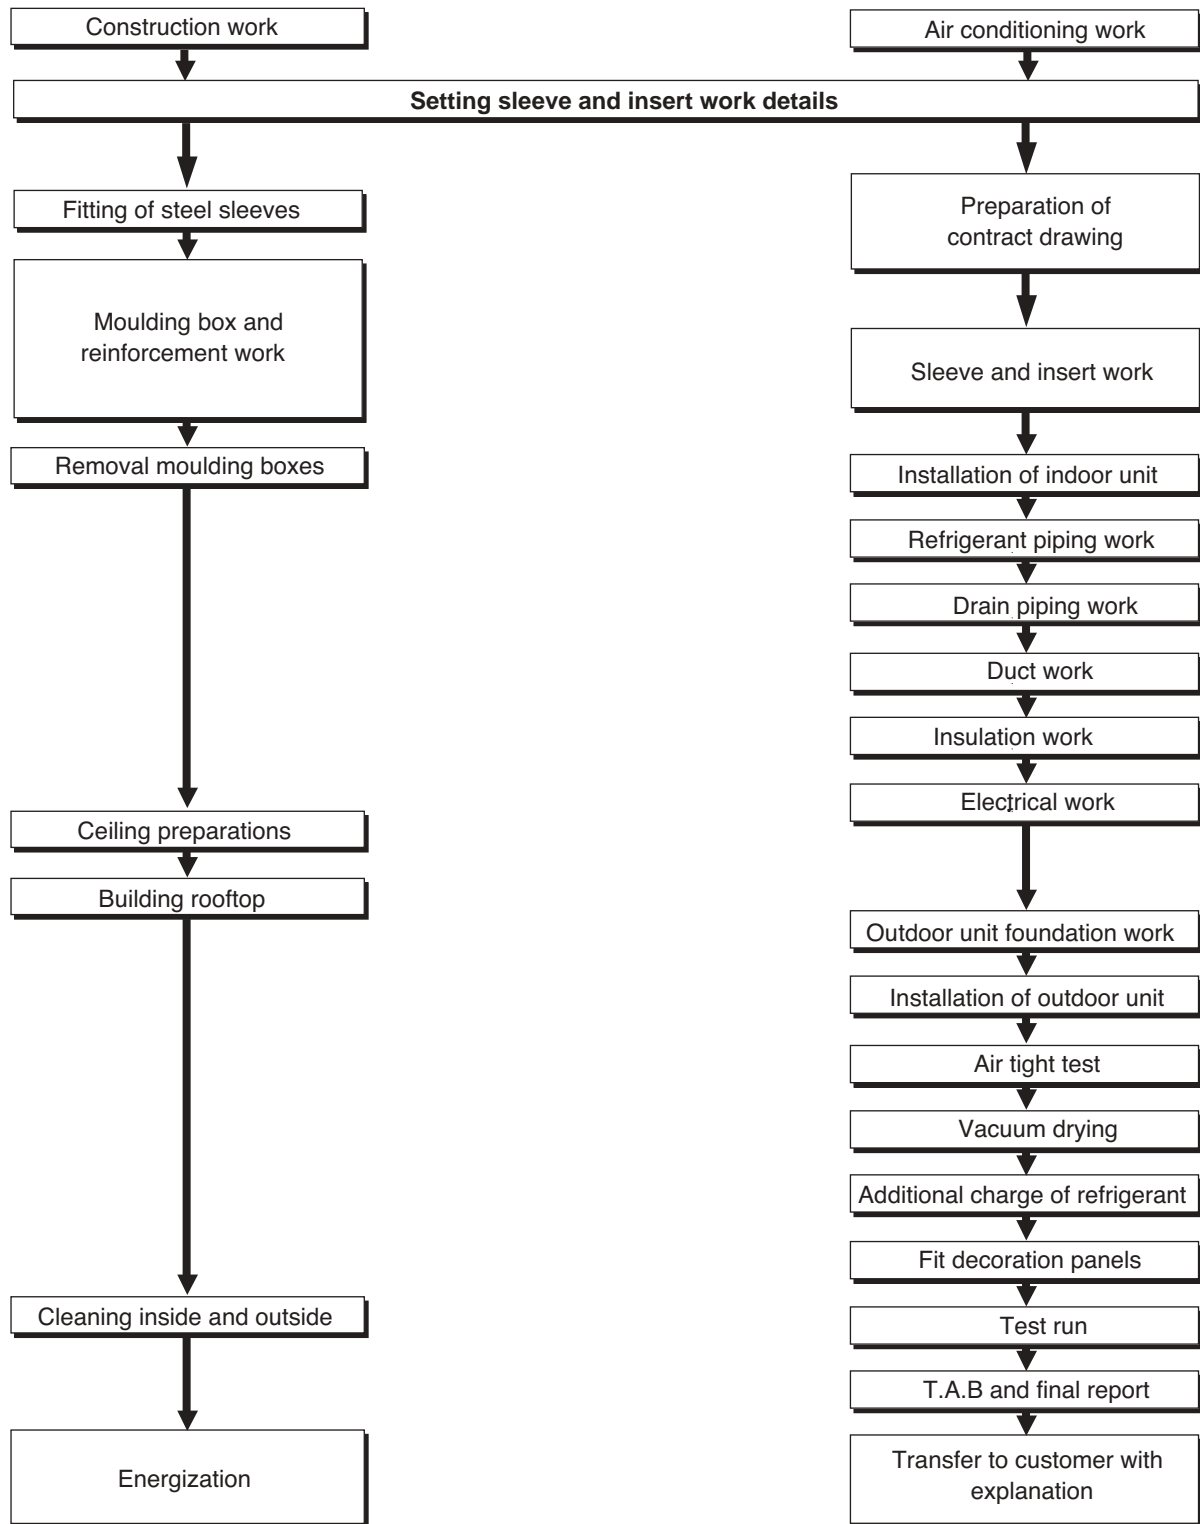 Construction work
Air conditioning work
Setting sleeve and insert work details
Fitting of steel sleeves
Moulding box and
reinforcement work
Removal moulding boxes
Ceiling preparations
Building rooftop
Cleaning inside and outside
Energization
Preparation of
contract drawing
Sleeve and insert work
Installation of indoor unit
Refrigerant piping work
Drain piping work
Duct work
Insulation work
Electrical work
Outdoor unit foundation work
Installation of outdoor unit
Air tight test
Vacuum drying
Additional charge of refrigerant
Fit decoration panels
Test run
T.A.B and final report
Transfer to customer with
explanation